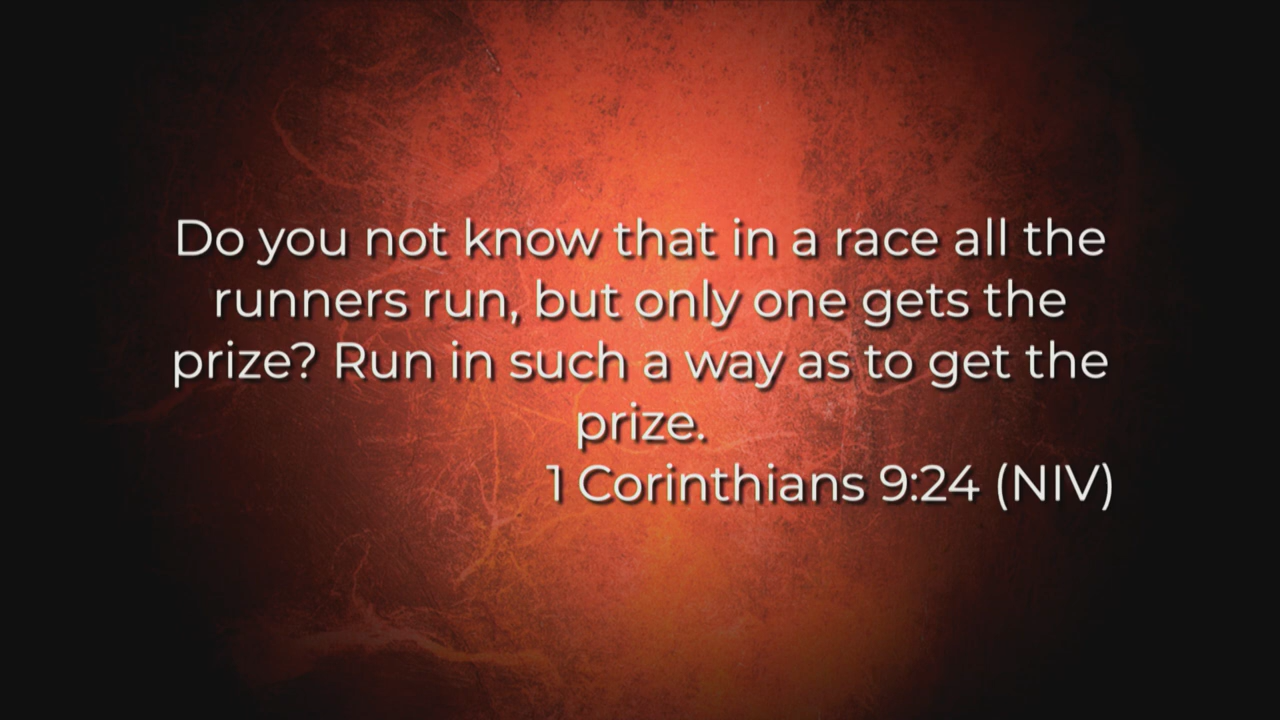 Do you not know that in a race all the
runners run, but only one gets the
prize? Run in such a way as to get the
prize.
1 Corinthians 9:24 (NIV)